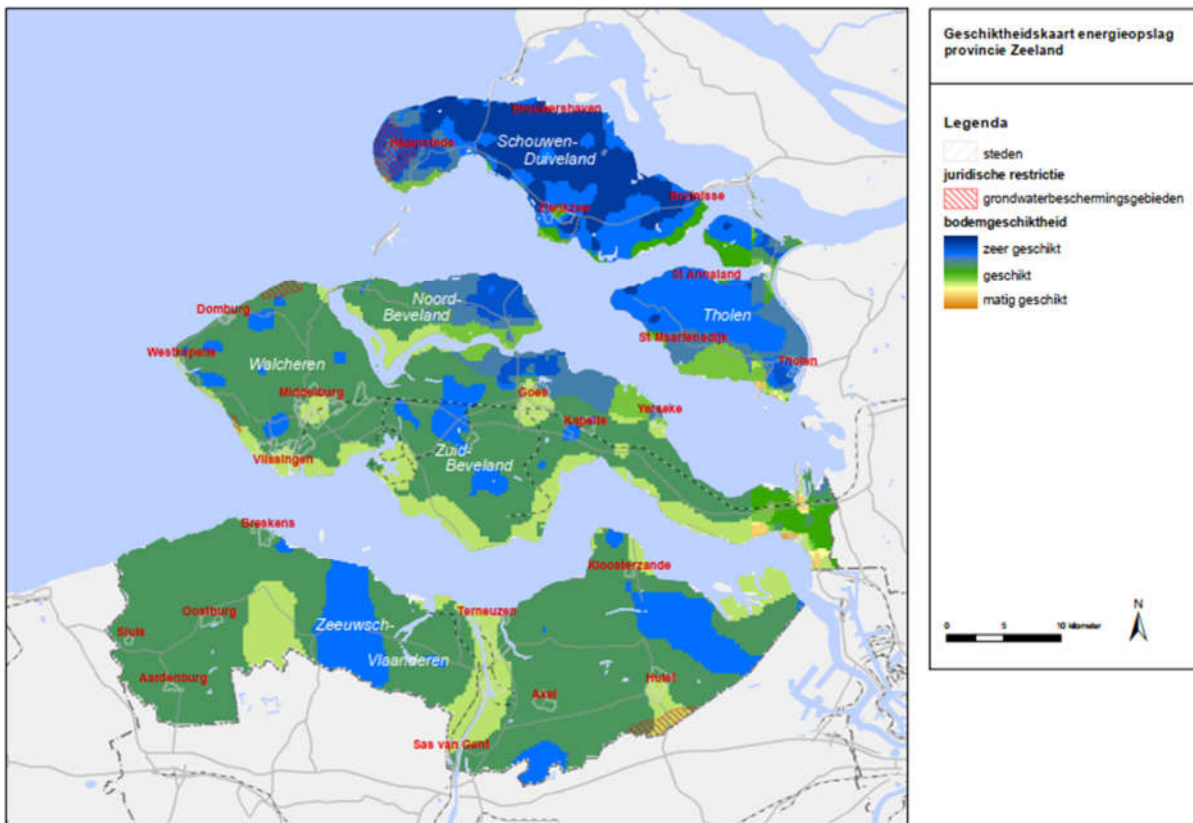 Geschiktheidskaart energieopslag
provincie Zeeland
Legenda
steden
juridische restrictie
grondwaterbeschermingsgebieden
bodemgeschiktheid
zeer geschikt
geschikt
matig geschikt
0 5 10 kilometer
N
Brouwershaven
Haamstede
Schouwen-
Duiveland
Zierikzee
Bruinisse
St Annaland
Tholen
St Maartensdijk
Tholen
Noord-
Beveland
Domburg
Westkapelle
Walcheren
Middelburg
Goes
Kapelle
Yerseke
Vlissingen
Zuid-
Beveland
Breskens
Kloosterzande
Oostburg
Sluis
Zeeuwsch-
Vlaanderen
Terneuzen
Aardenburg
Axel
Hulst
Sas van Gent